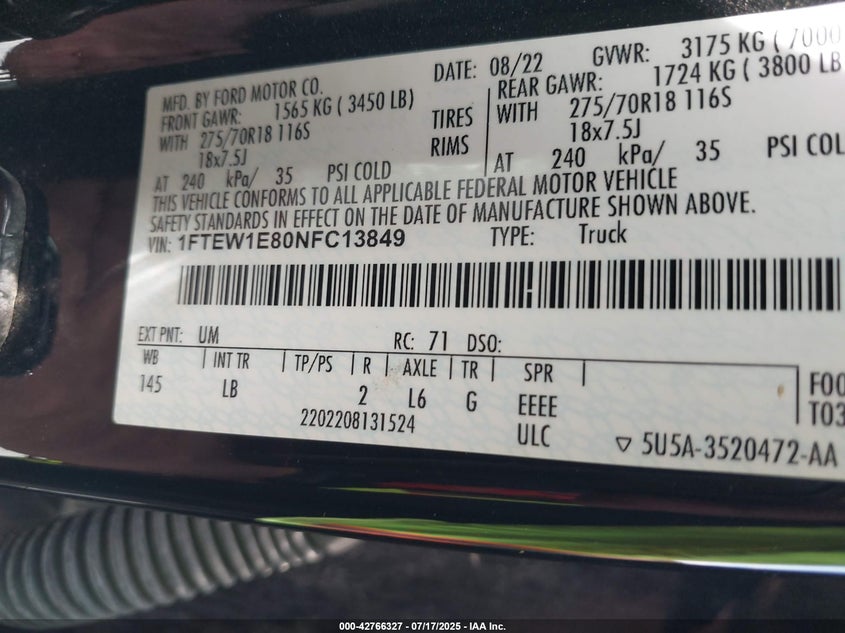 MFD. BY FORD MOTOR CO.
DATE: 08/22 GVWR: 3175 KG ( 7000
FRONT GAWR: 1565 KG ( 3450 LB)
REAR GAWR: 1724 KG ( 3800 LB
WITH 275/70R18 116S TIRES WITH 275/70R18 116S
18x7.5J RIMS 18x7.5J
AT 240 kPa/ 35 PSI COLD AT 240 kPa/ 35 PSI COL
THIS VEHICLE CONFORMS TO ALL APPLICABLE FEDERAL MOTOR VEHICLE
SAFETY STANDARDS IN EFFECT ON THE DATE OF MANUFACTURE SHOWN ABOVE.
VIN: 1FTEW1E80NFC13849 TYPE: Truck
EXT PNT: UM RC: 71 DSO:
WB INT TR TP/PS R AXLE TR SPR
145 LB 2 L6 G EEEE
F00
T03
2202208131524 ULC
5U5A-3520472-AA
000-42766327 / 07/17/2025 - IAA Inc.